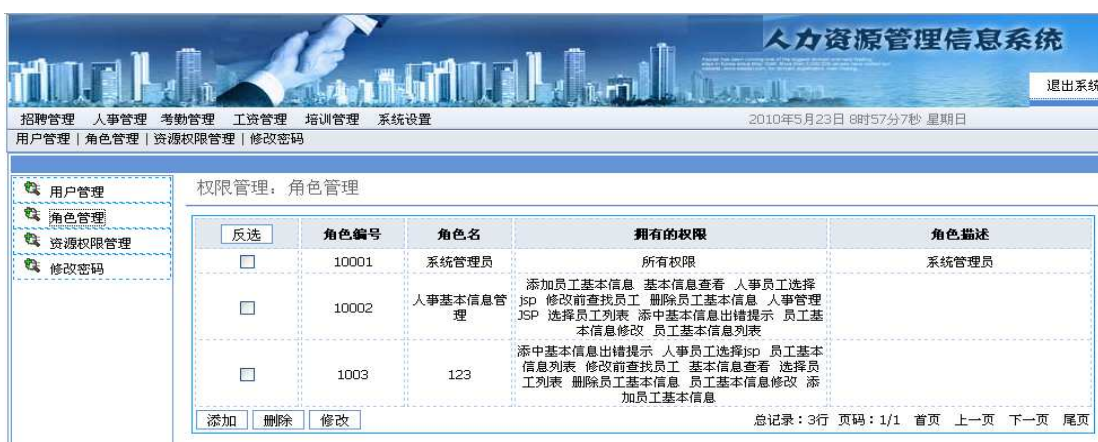 人力资源管理信息系统
退出系统
招聘管理 人事管理 考勤管理 工资管理 培训管理 系统设置 2010年5月23日 8时57分7秒 星期日
用户管理 | 角色管理 | 资源权限管理 | 修改密码
用户管理
角色管理
资源权限管理
修改密码
权限管理：角色管理
反选 角色编号 角色名 拥有的权限 角色描述
10001 系统管理员 所有权限 系统管理员
10002
人事基本信息管
理
添加员工基本信息 基本信息查看 人事员工选择
jsp 修改前查找员工 删除员工基本信息 人事管理
JSP 选择员工列表 添中基本信息出错提示 员工基
本信息修改 员工基本信息列表
1003 123
添中基本信息出错提示 人事员工选择jsp 员工基本
信息列表 修改前查找员工 基本信息查看 选择员
工列表 删除员工基本信息 员工基本信息修改 添
加员工基本信息
添加 删除 修改 总记录：3行 页码：1/1 首页 上一页 下一页 尾页